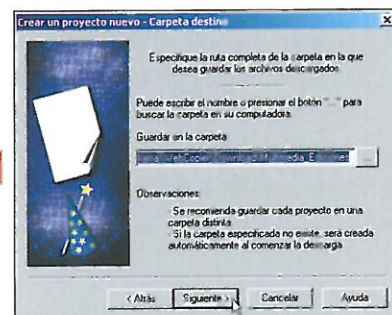 Crear un proyecto nuevo - Carpeta destino
Especifique la ruta completa de la carpeta en la que
desea guardar los archivos descargados.
Puede escribir el nombre o presionar el botón "..." para
buscar la carpeta en su computadora.
Guardar en la carpeta
...
Observaciones:
- Se recomienda guardar cada proyecto en una
carpeta distinta
- Si la carpeta especificada no existe, será creada
automáticamente al comenzar la descarga
< Atrás Siguiente > Cancelar Ayuda